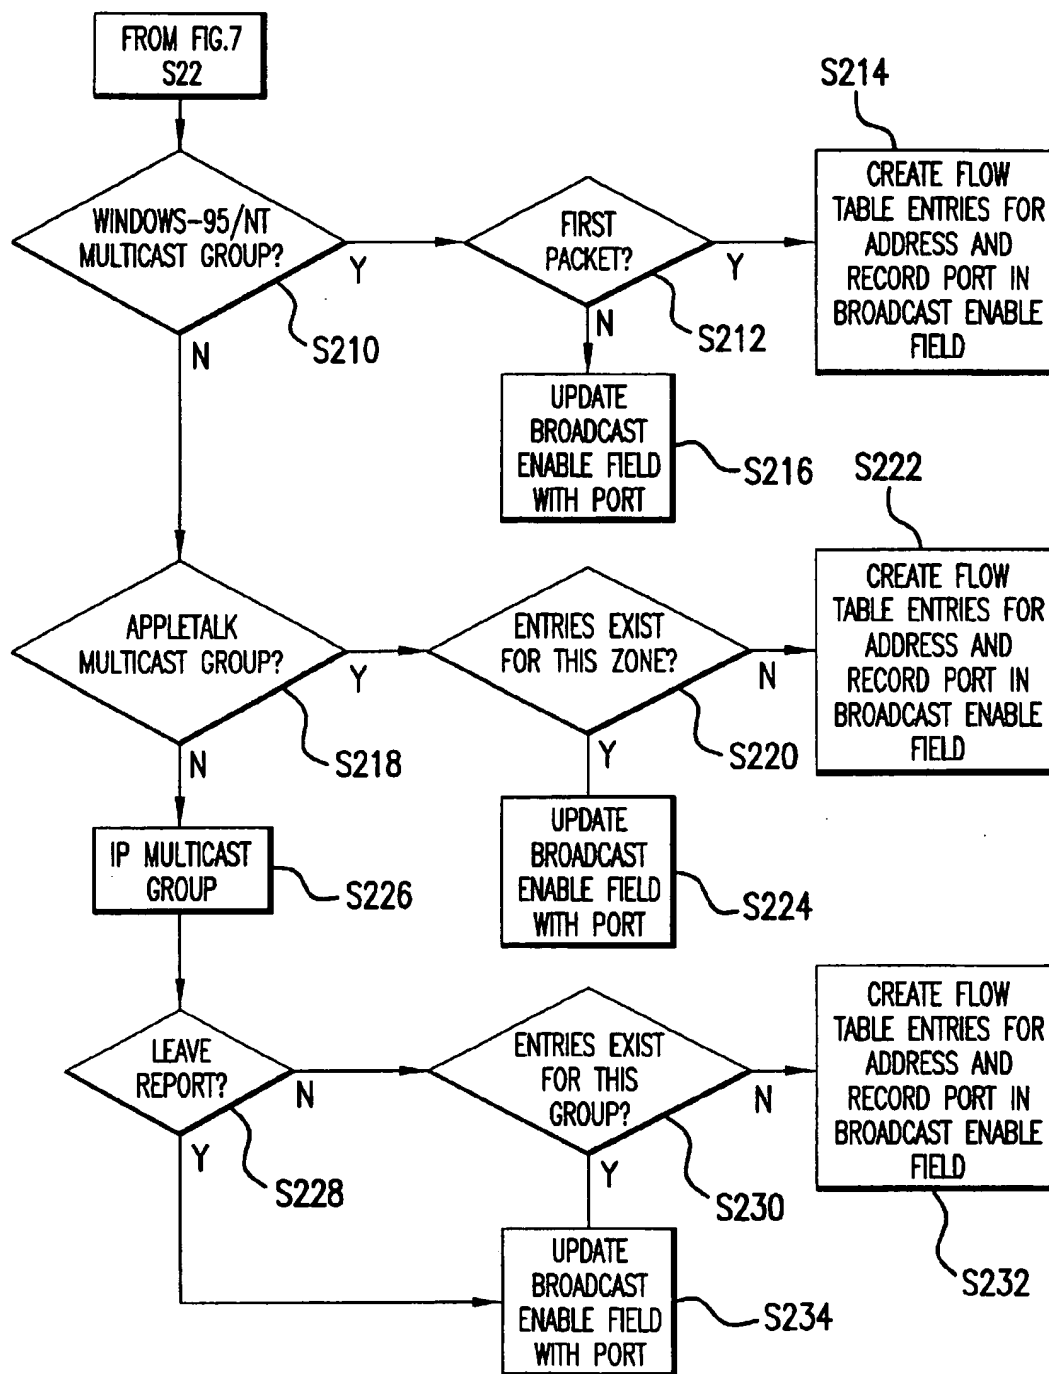 FROM FIG.7
S22
S214
WINDOWS-95/NT
MULTICAST GROUP?
Y
N
S210
FIRST
PACKET?
Y
N
S212
CREATE FLOW
TABLE ENTRIES FOR
ADDRESS AND
RECORD PORT IN
BROADCAST ENABLE
FIELD
UPDATE
BROADCAST
ENABLE FIELD
WITH PORT
S216
S222
APPLETALK
MULTICAST GROUP?
Y
N
S218
ENTRIES EXIST
FOR THIS ZONE?
N
Y
S220
CREATE FLOW
TABLE ENTRIES FOR
ADDRESS AND
RECORD PORT IN
BROADCAST ENABLE
FIELD
IP MULTICAST
GROUP
S226
UPDATE
BROADCAST
ENABLE FIELD
WITH PORT
S224
LEAVE
REPORT?
N
Y
S228
ENTRIES EXIST
FOR THIS
GROUP?
N
Y
S230
CREATE FLOW
TABLE ENTRIES FOR
ADDRESS AND
RECORD PORT IN
BROADCAST ENABLE
FIELD
S232
UPDATE
BROADCAST
ENABLE FIELD
WITH PORT
S234